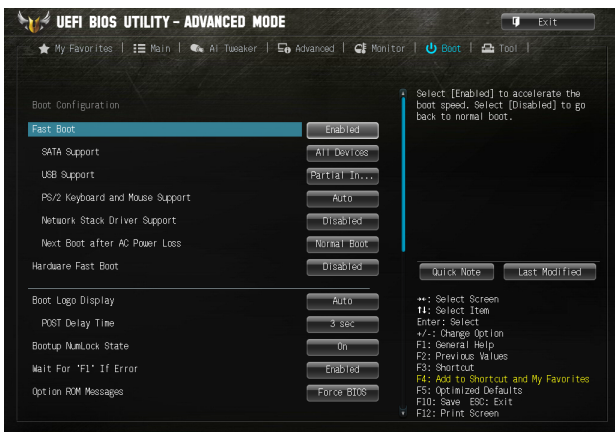 UEFI BIOS UTILITY – ADVANCED MODE
Exit
My Favorites | Main | Ai Tweaker | Advanced | Monitor | Boot | Tool |
Boot Configuration
Fast Boot Enabled
SATA Support All Devices
USB Support Partial In...
PS/2 Keyboard and Mouse Support Auto
Network Stack Driver Support Disabled
Next Boot after AC Power Loss Normal Boot
Hardware Fast Boot Disabled
Boot Logo Display Auto
POST Delay Time 3 sec
Bootup NumLock State On
Wait For 'F1' If Error Enabled
Option ROM Messages Force BIOS
Select [Enabled] to accelerate the
boot speed. Select [Disabled] to go
back to normal boot.
Quick Note Last Modified
→←: Select Screen
↑↓: Select Item
Enter: Select
+/-: Change Option
F1: General Help
F2: Previous Values
F3: Shortcut
F4: Add to Shortcut and My Favorites
F5: Optimized Defaults
F10: Save ESC: Exit
F12: Print Screen